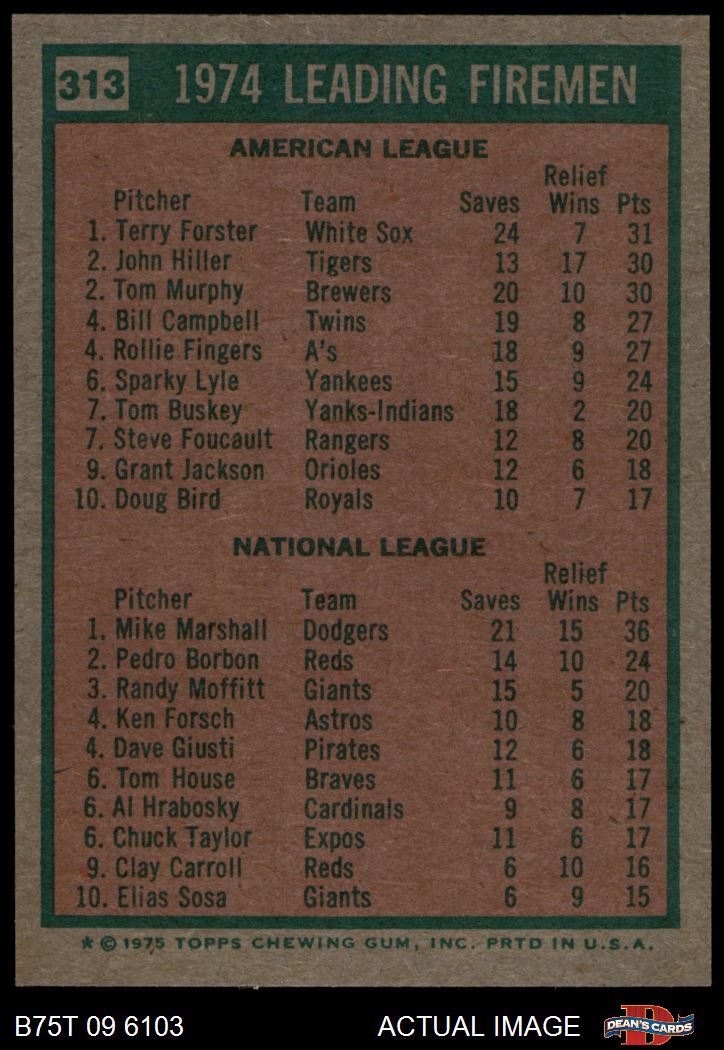 313 1974 LEADING FIREMEN
AMERICAN LEAGUE
Relief
Pitcher Team Saves Wins Pts
1. Terry Forster White Sox 24 7 31
2. John Hiller Tigers 13 17 30
2. Tom Murphy Brewers 20 10 30
4. Bill Campbell Twins 19 8 27
4. Rollie Fingers A's 18 9 27
6. Sparky Lyle Yankees 15 9 24
7. Tom Buskey Yanks-Indians 18 2 20
7. Steve Foucault Rangers 12 8 20
9. Grant Jackson Orioles 12 6 18
10. Doug Bird Royals 10 7 17
NATIONAL LEAGUE
Relief
Pitcher Team Saves Wins Pts
1. Mike Marshall Dodgers 21 15 36
2. Pedro Borbon Reds 14 10 24
3. Randy Moffitt Giants 15 5 20
4. Ken Forsch Astros 10 8 18
4. Dave Giusti Pirates 12 6 18
6. Tom House Braves 11 6 17
6. Al Hrabosky Cardinals 9 8 17
6. Chuck Taylor Expos 11 6 17
9. Clay Carroll Reds 6 10 16
10. Elias Sosa Giants 6 9 15
* © 1975 TOPPS CHEWING GUM, INC. PRTD IN U.S.A.
B75T 09 6103 ACTUAL IMAGE D DEAN'S CARDS